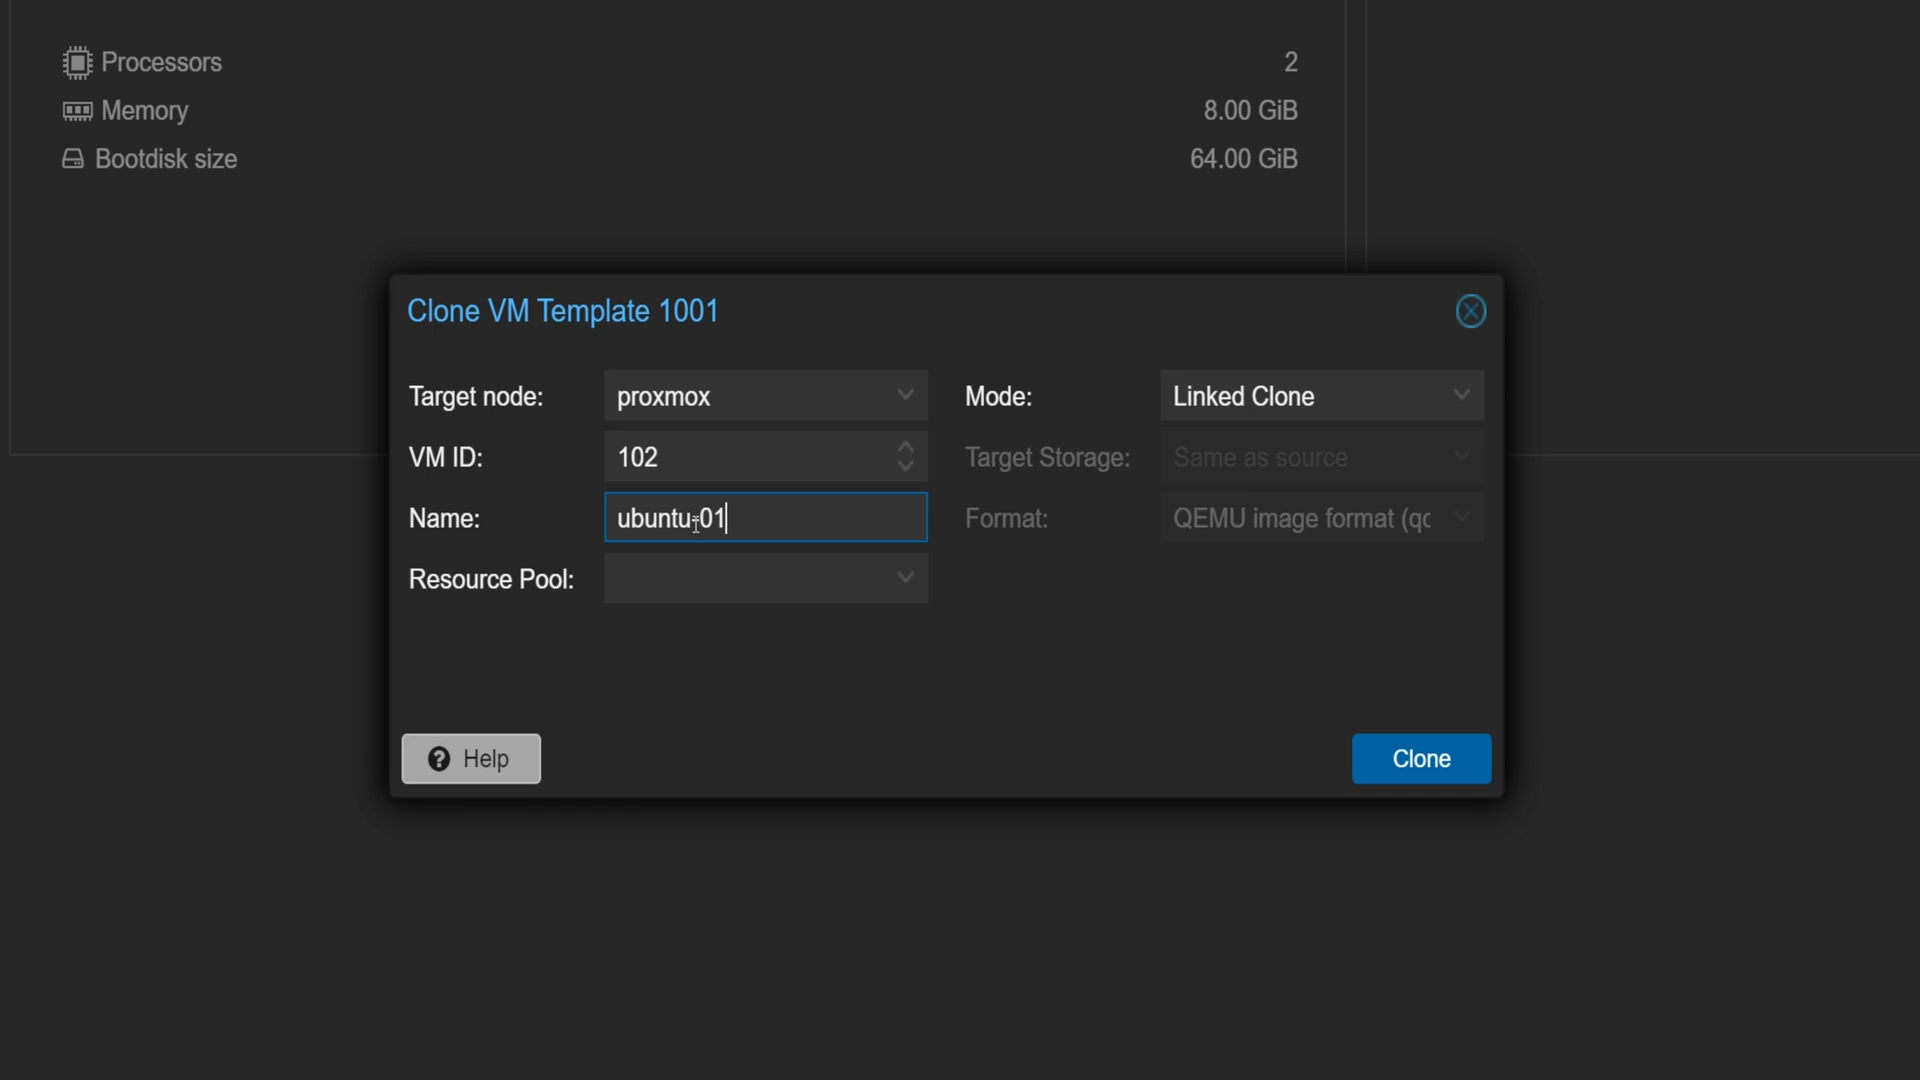 Processors 2
Memory 8.00 GiB
Bootdisk size 64.00 GiB
Clone VM Template 1001
Target node: proxmox Mode: Linked Clone
VM ID: 102 Target Storage: Same as source
Name: ubuntu-01 Format: QEMU image format (qc
Resource Pool:
Help Clone